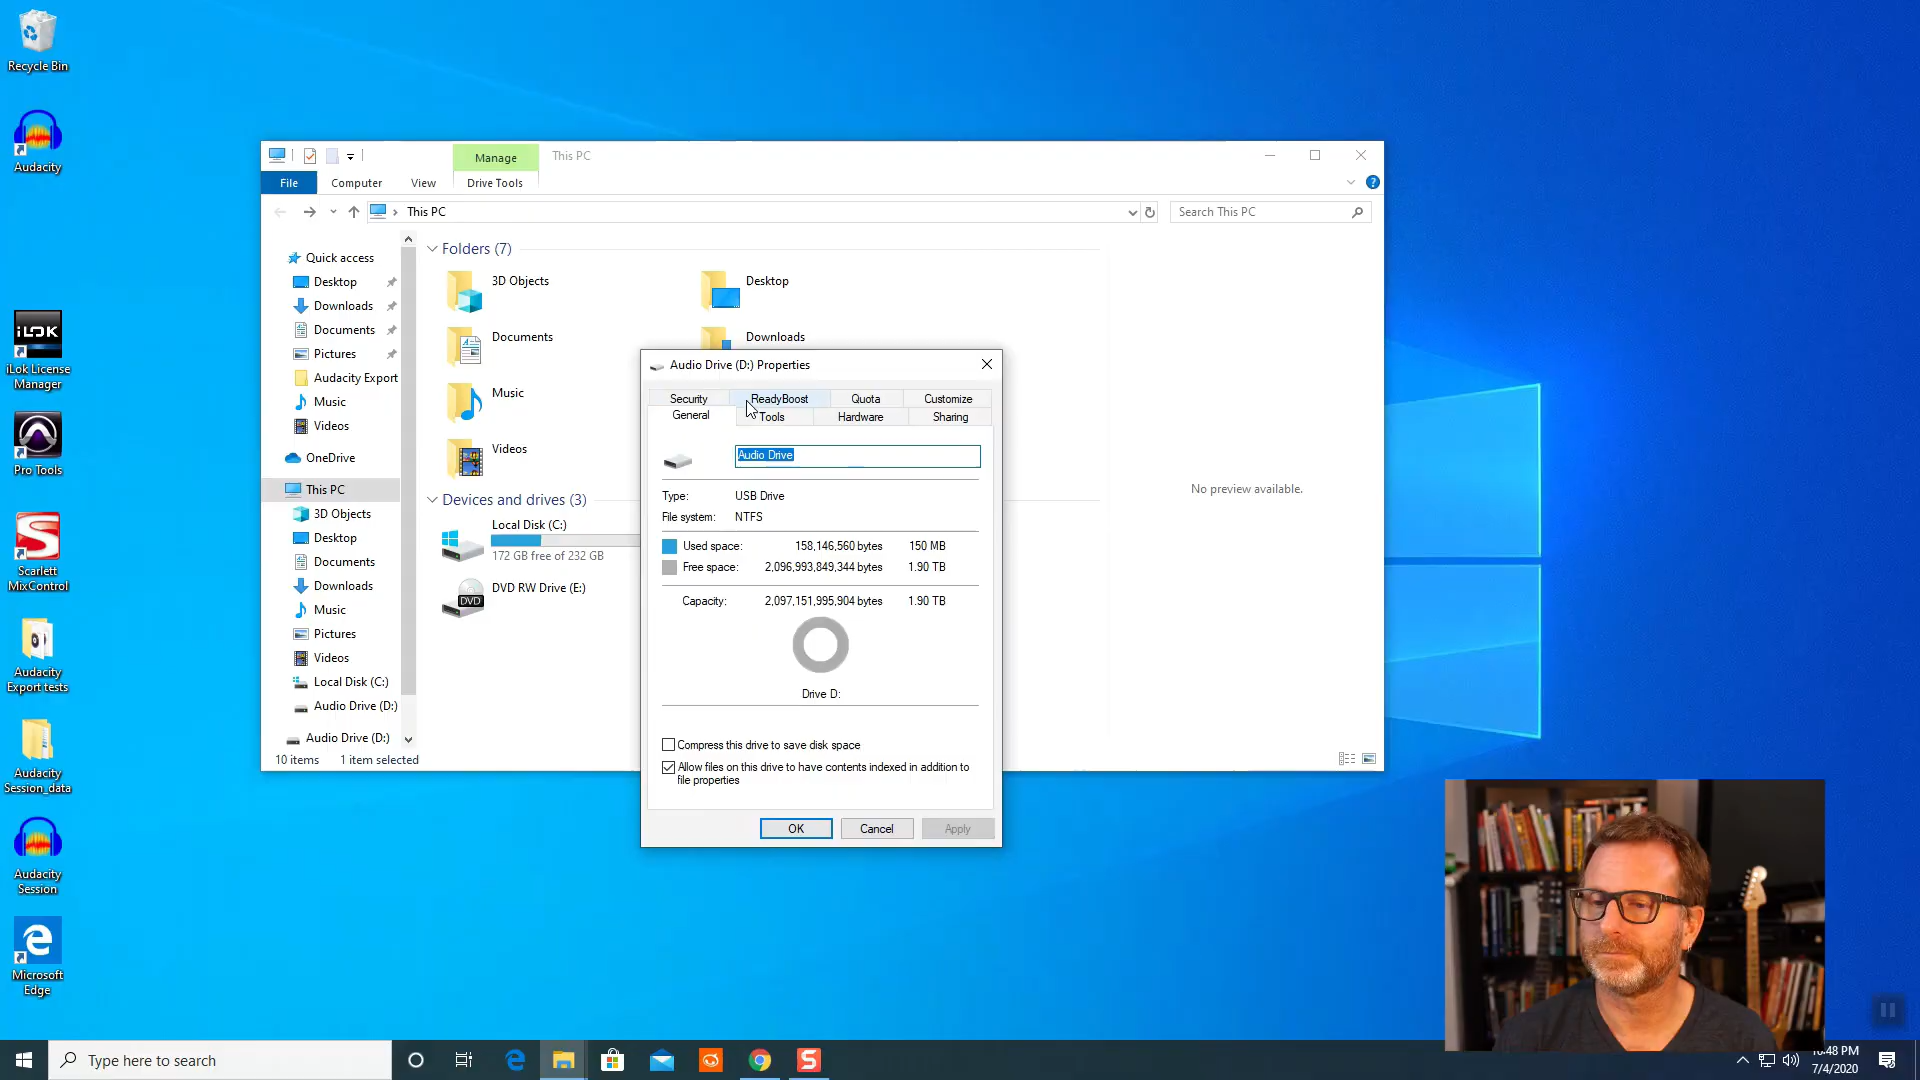 Recycle Bin
Audacity
iLOK
iLok License
Manager
Pro Tools
Scarlett
MixControl
Audacity
Export tests
Audacity
Session_data
Audacity
Session
Microsoft
Edge
Manage
This PC
File
Computer
View
Drive Tools
This PC
Search This PC
Quick access
Desktop
Downloads
Documents
Pictures
Audacity Export
Music
Videos
OneDrive
This PC
3D Objects
Desktop
Documents
Downloads
Music
Pictures
Videos
Local Disk (C:)
Audio Drive (D:)
Audio Drive (D:)
10 items
1 item selected
Folders (7)
3D Objects
Desktop
Documents
Downloads
Music
Videos
Devices and drives (3)
Local Disk (C:)
172 GB free of 232 GB
DVD RW Drive (E:)
DVD
No preview available.
Audio Drive (D:) Properties
Security
ReadyBoost
Quota
Customize
General
Tools
Hardware
Sharing
Audio Drive
Type: USB Drive
File system: NTFS
Used space: 158,146,560 bytes 150 MB
Free space: 2,096,993,849,344 bytes 1.90 TB
Capacity: 2,097,151,995,904 bytes 1.90 TB
Drive D:
Compress this drive to save disk space
Allow files on this drive to have contents indexed in addition to
file properties
OK
Cancel
Apply
Type here to search
:48 PM
7/4/2020